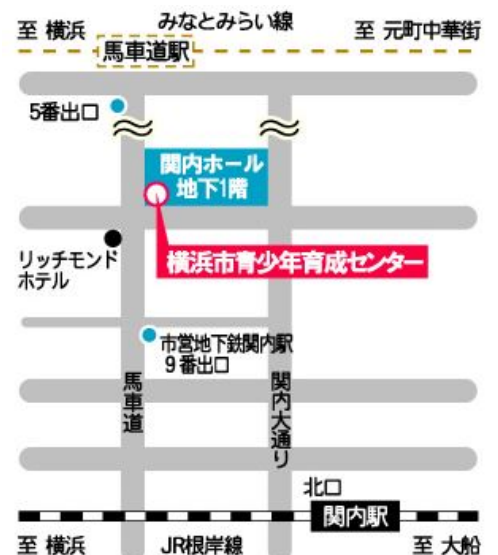 至 横浜
みなとみらい線
至 元町中華街
馬車道駅
5番出口
関内ホール
地下1階
横浜市青少年育成センター
リッチモンド
ホテル
市営地下鉄関内駅
9番出口
馬車道
関内大通り
北口
関内駅
至 横浜
JR根岸線
至 大船